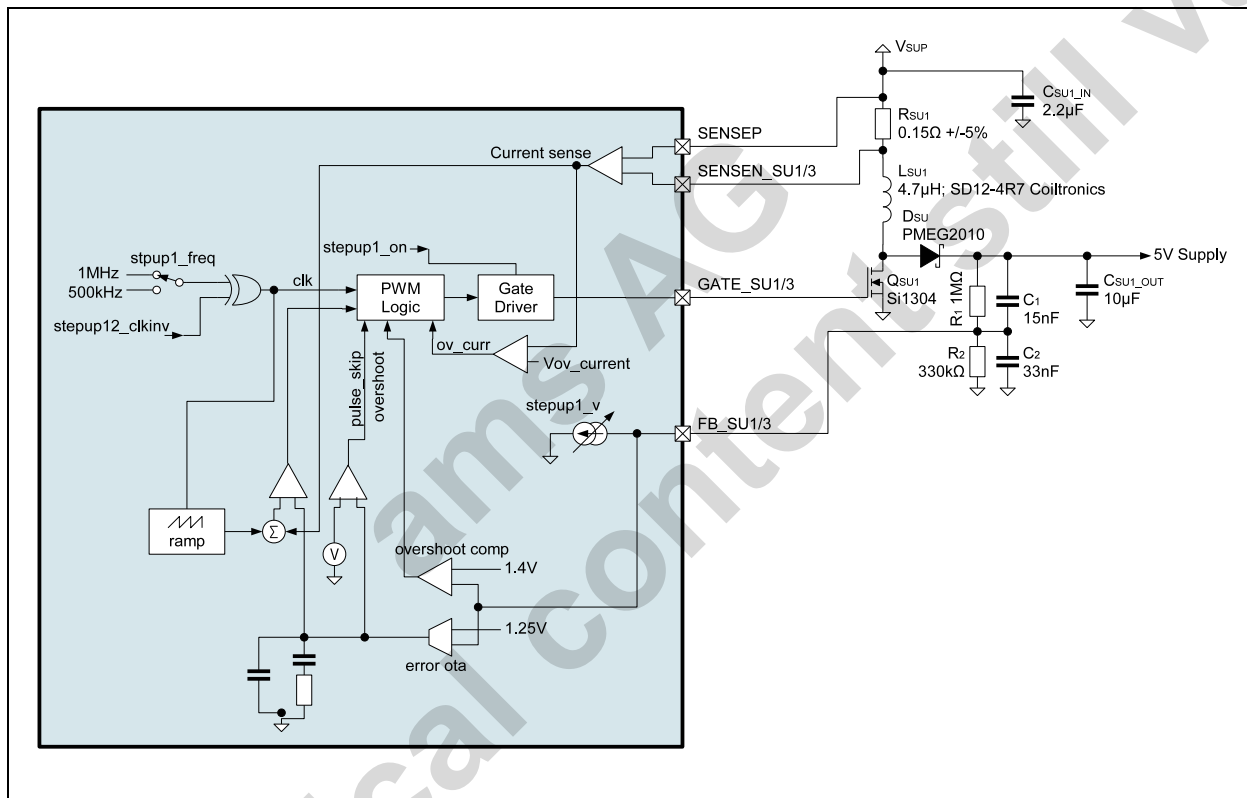 VSUP
CSU1_IN
2.2µF
RSU1
0.15Ω +/-5%
SENSEP
Current sense
SENSEN_SU1/3
LSU1
4.7µH; SD12-4R7 Coiltronics
DSU
PMEG2010
5V Supply
stepup1_on
stpup1_freq
1MHz
500kHz
clk
PWM
Logic
Gate
Driver
GATE_SU1/3
QSU1
Si1304
R1 1MΩ
C1
15nF
CSU1_OUT
10µF
stepup12_clkinv
ov_curr
Vov_current
pulse_skip
overshoot
R2
330kΩ
C2
33nF
stepup1_v
FB_SU1/3
ramp
Σ
V
overshoot comp
1.4V
1.25V
error ota
ams AG
cal content still v